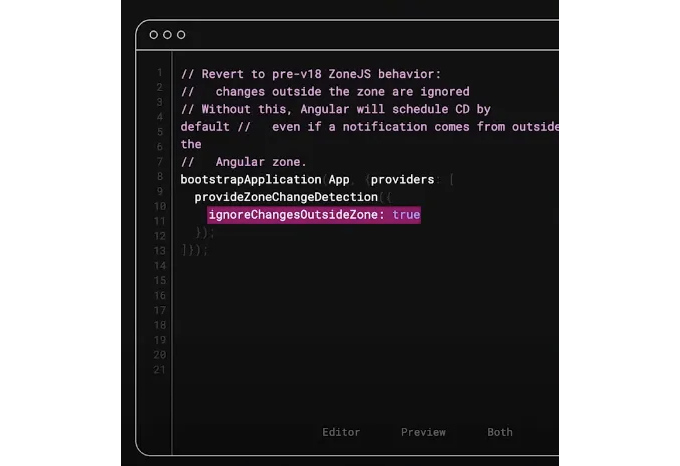 1
2
3
4
5
6
7
8
9
10
11
12
13
14
15
16
17
18
19
20
21
// Revert to pre-v18 ZoneJS behavior:
//   changes outside the zone are ignored
// Without this, Angular will schedule CD by
default //   even if a notification comes from outside
the
//   Angular zone.
bootstrapApplication(App, {providers: [
  provideZoneChangeDetection({
    ignoreChangesOutsideZone: true
  });
]});
Editor Preview Both